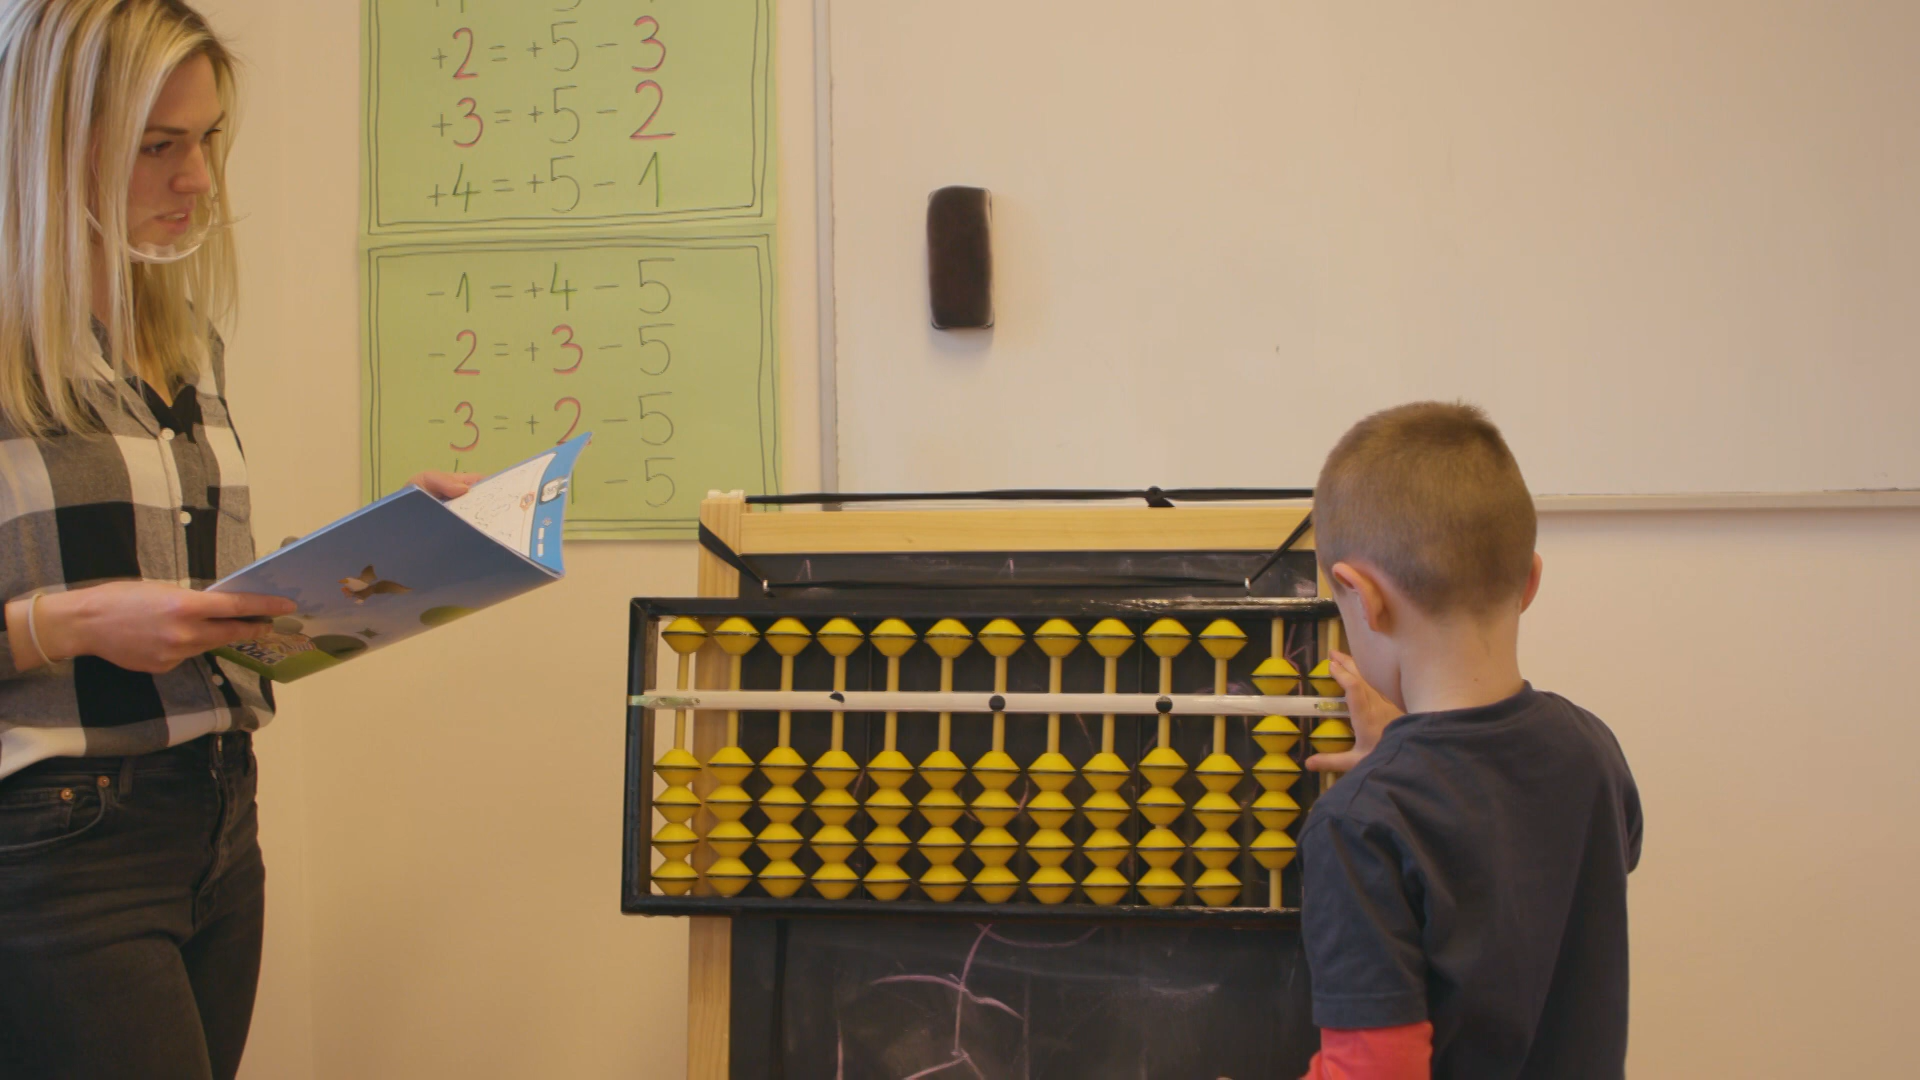 +2 = +5 - 3
+3 = +5 - 2
+4 = +5 - 1
-1 = +4 - 5
-2 = +3 - 5
-3 = +2 - 5
- 5